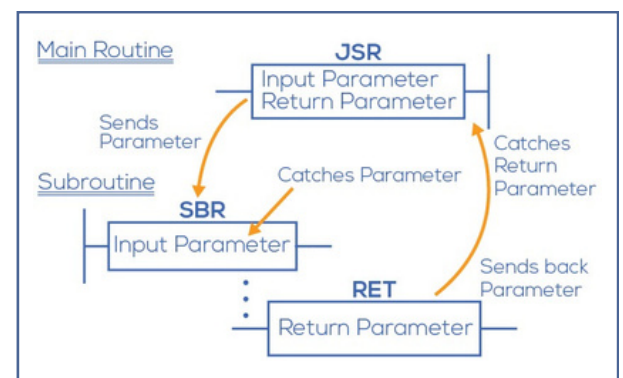 Main Routine
JSR
Input Parameter
Return Parameter
Sends
Parameter
Catches
Return
Parameter
Subroutine
Catches Parameter
SBR
Input Parameter
Sends back
Parameter
RET
Return Parameter